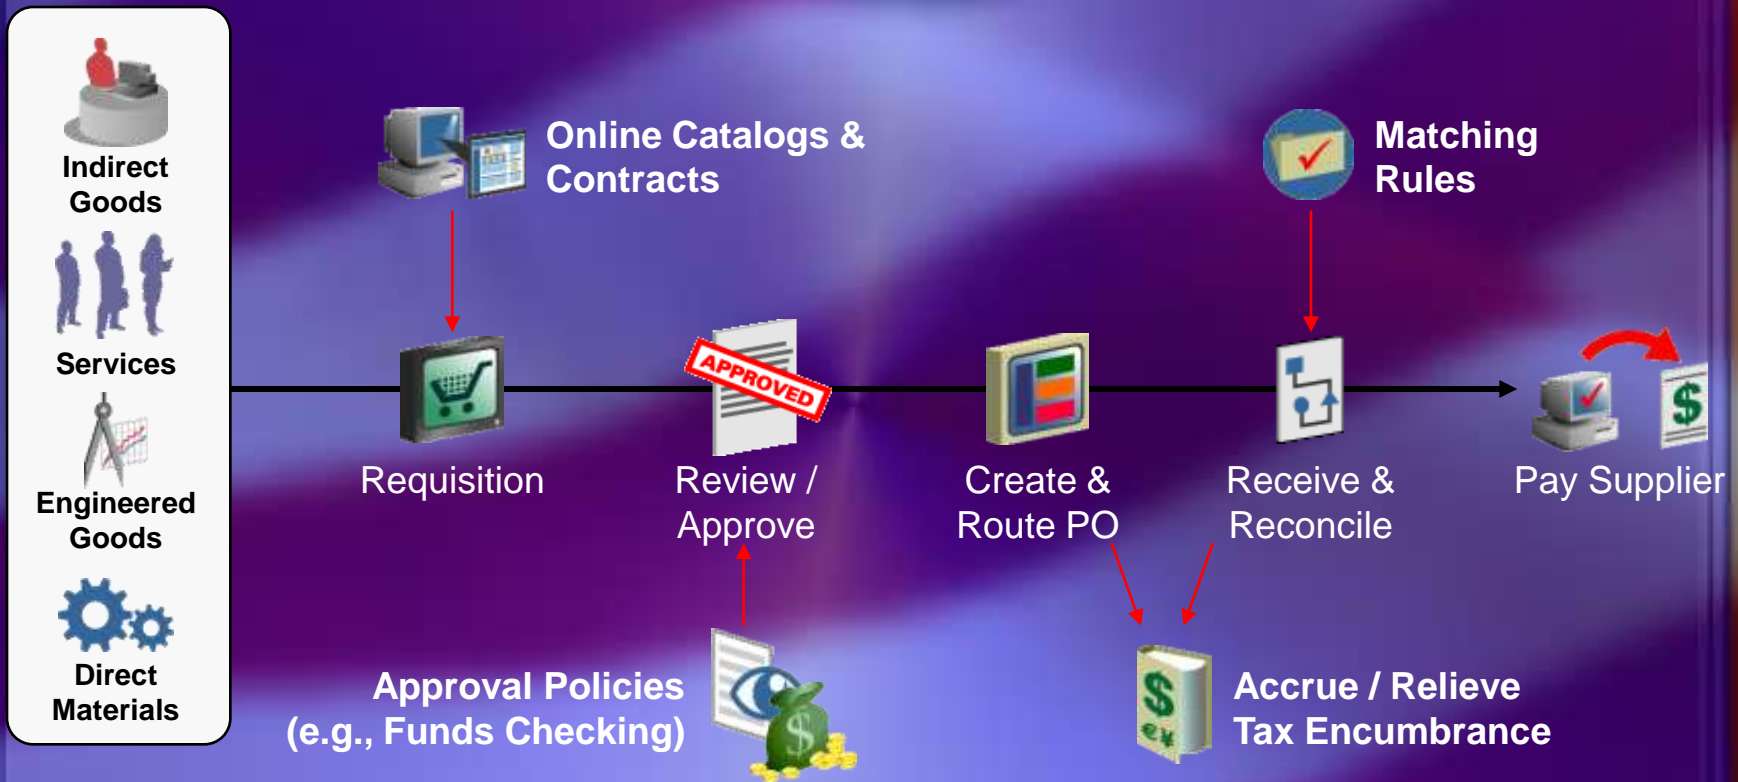 Indirect
Goods
Services
Engineered
Goods
Direct
Materials
Online Catalogs &
Contracts
Matching
Rules
APPROVED
Requisition
Review /
Approve
Create &
Route PO
Receive &
Reconcile
$
Pay Supplier
Approval Policies
(e.g., Funds Checking)
$
$
€¥
Accrue / Relieve
Tax Encumbrance